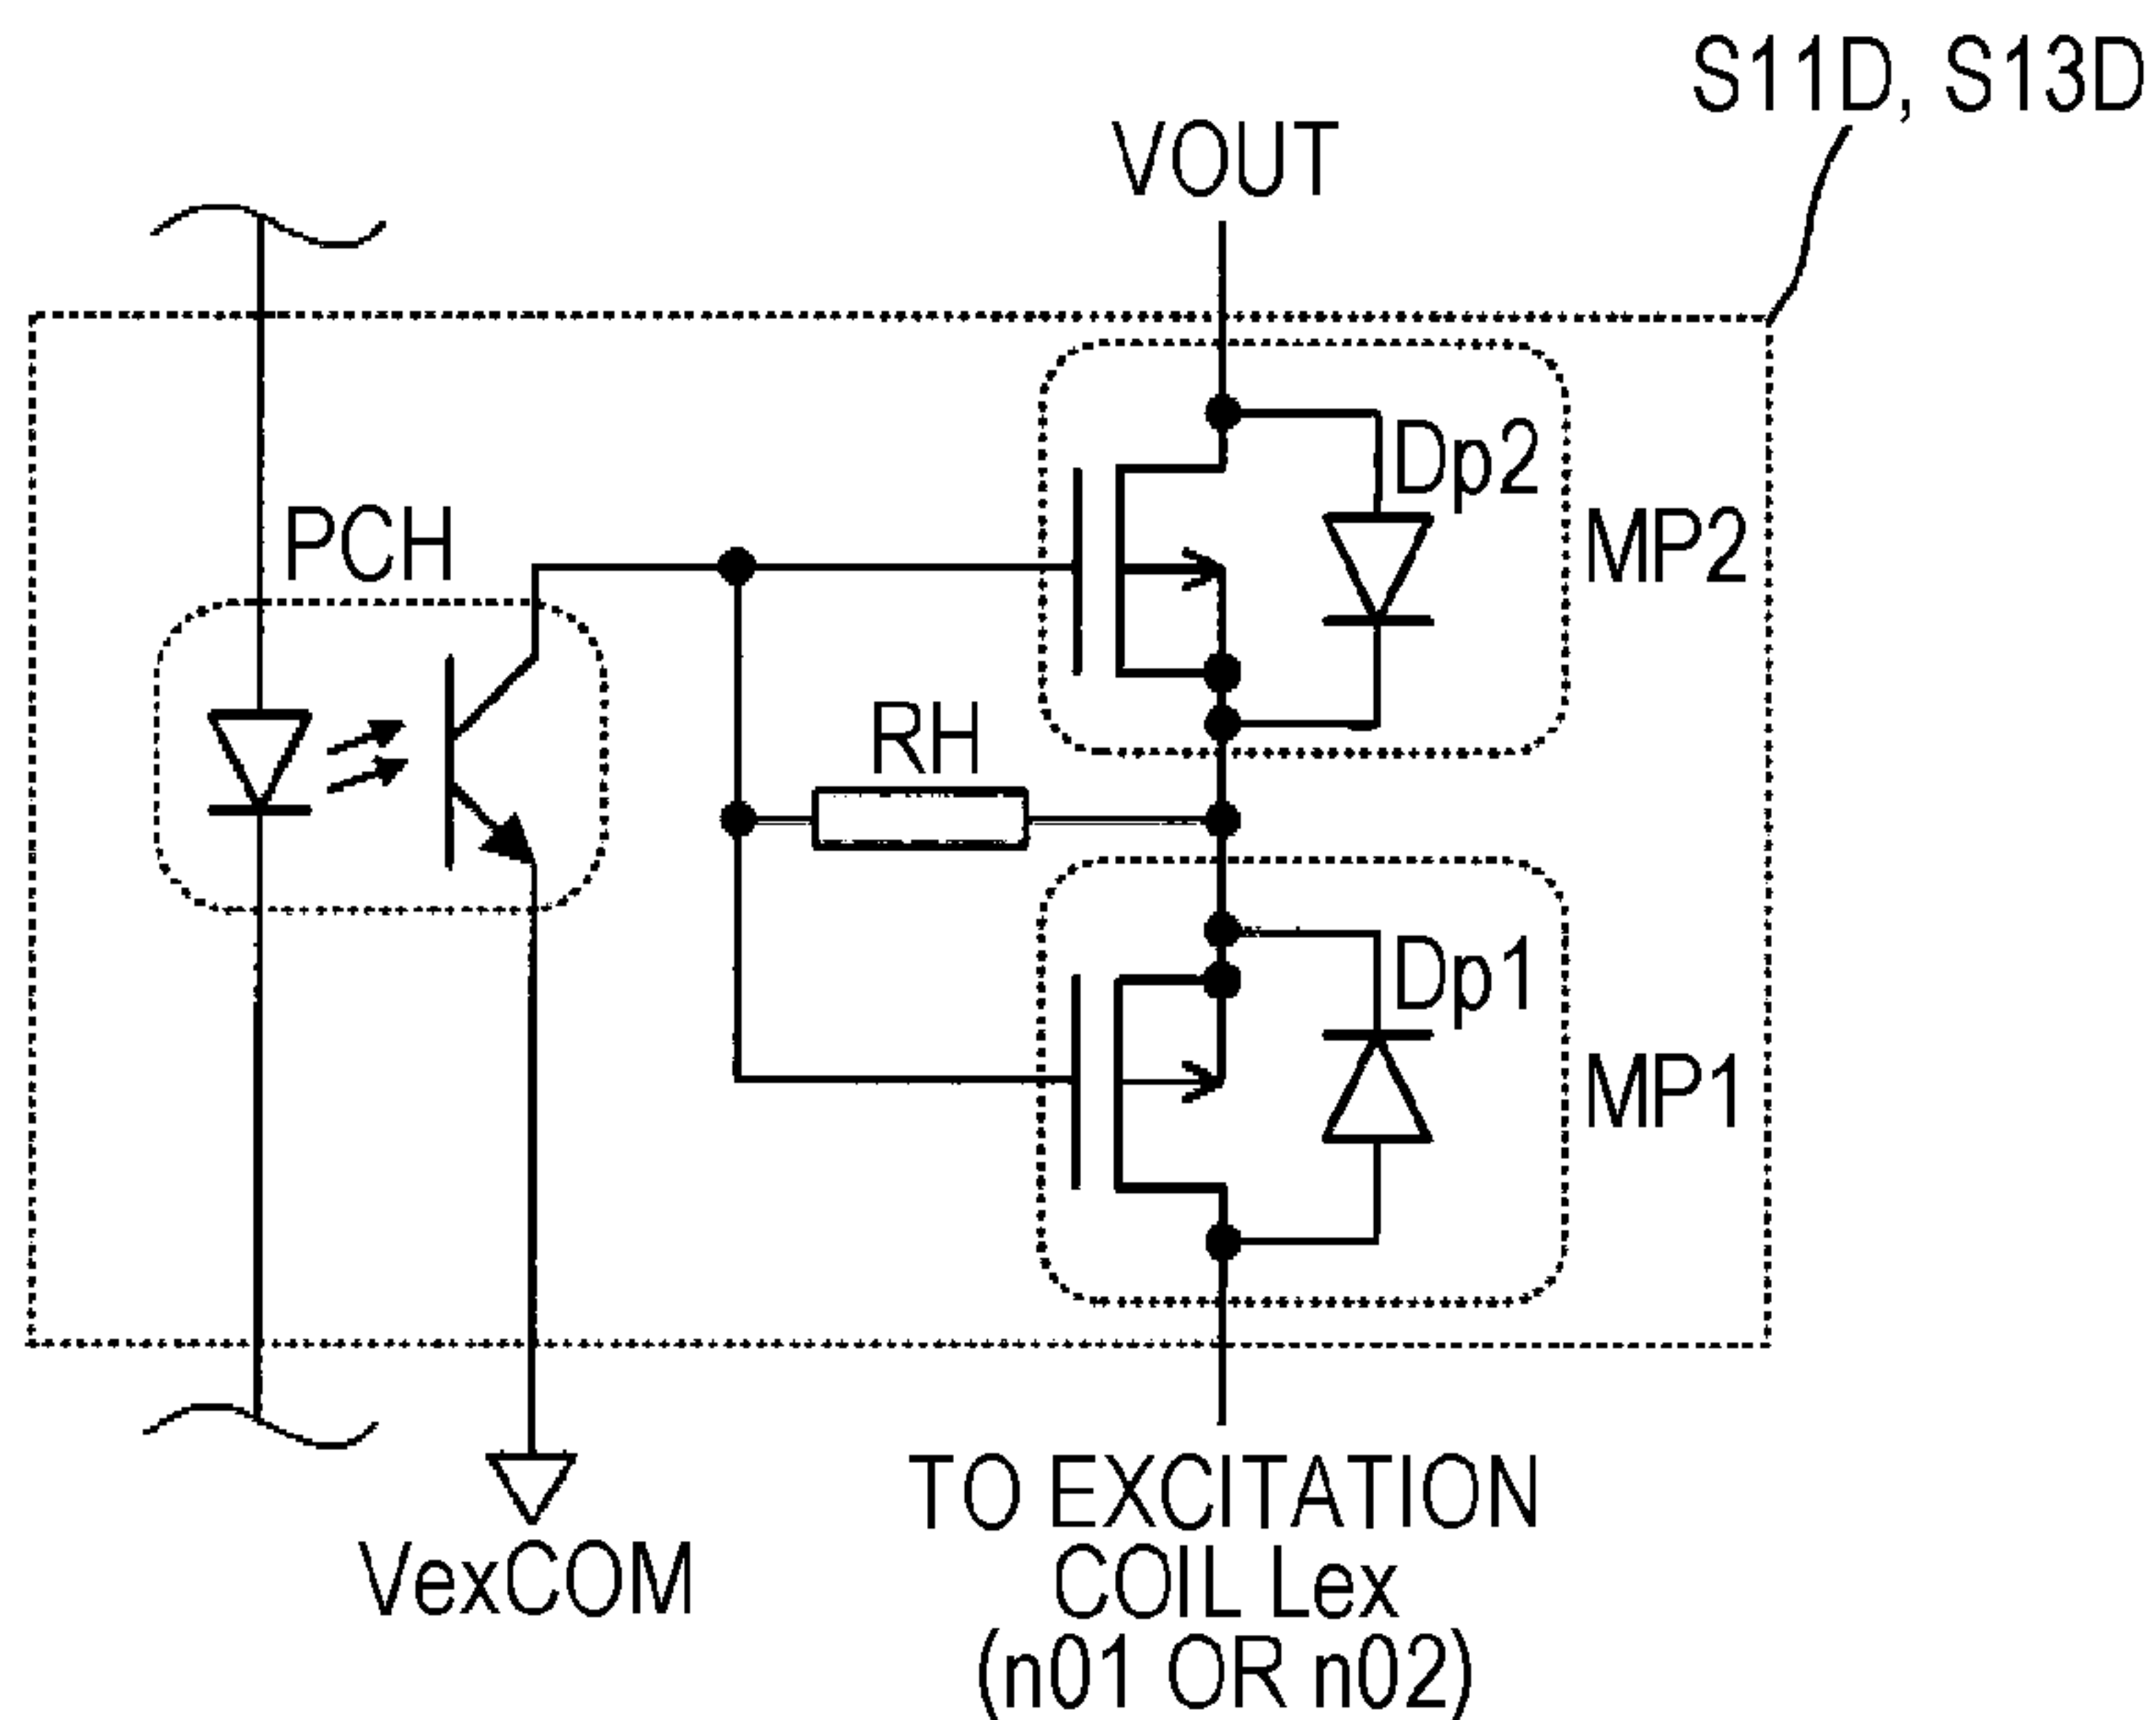 S11D, S13D
VOUT
Dp2
PCH
MP2
RH
Dp1
MP1
TO EXCITATION
COIL Lex
(n01 OR n02)
VexCOM